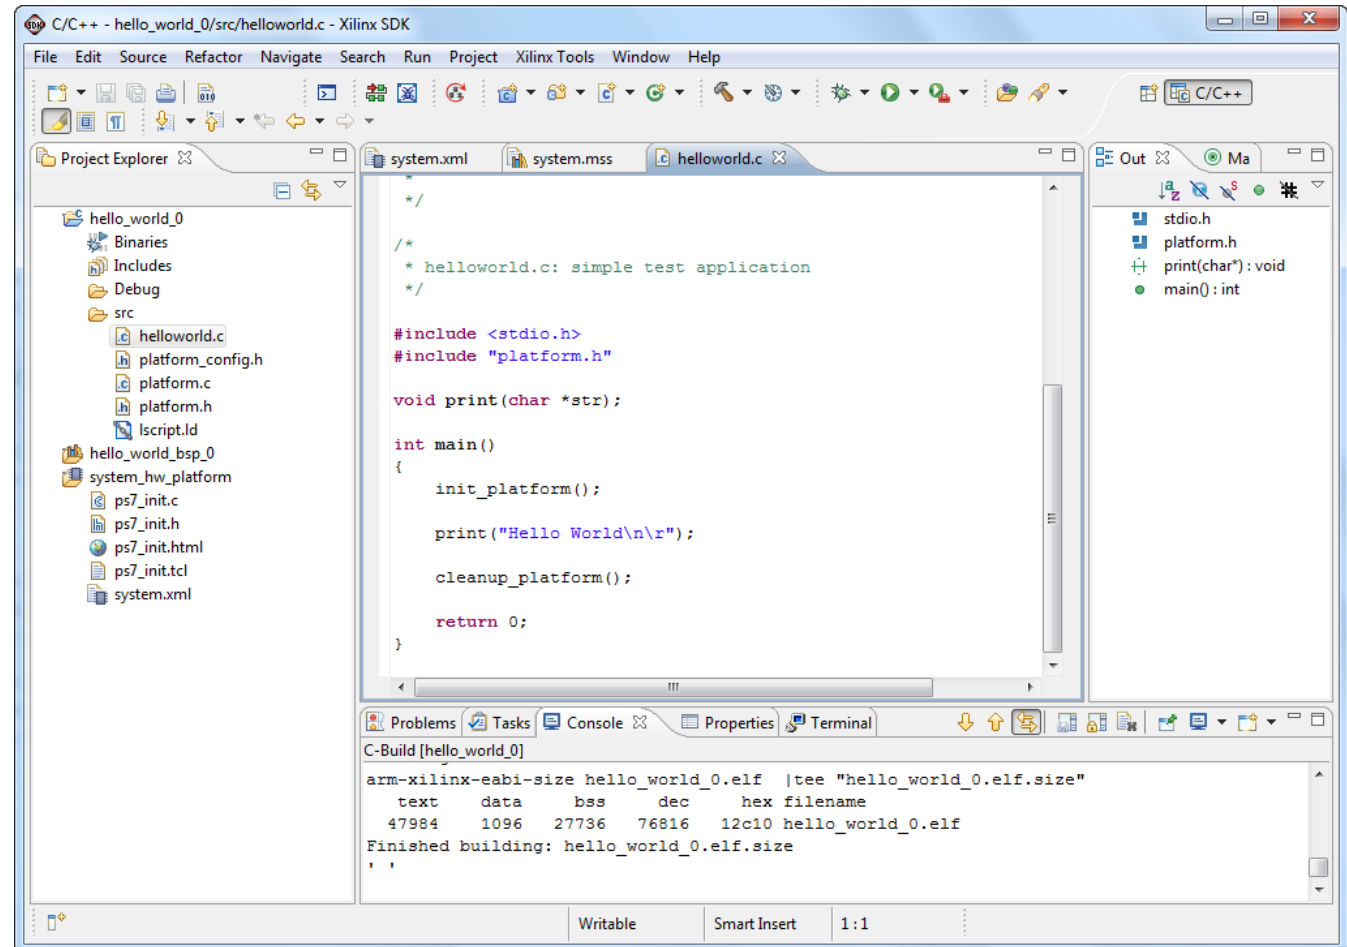 C/C++ - hello_world_0/src/helloworld.c - Xilinx SDK
File Edit Source Refactor Navigate Search Run Project Xilinx Tools Window Help
C/C++
Project Explorer
hello_world_0
Binaries
Includes
Debug
src
helloworld.c
platform_config.h
platform.c
platform.h
lscript.ld
hello_world_bsp_0
system_hw_platform
ps7_init.c
ps7_init.h
ps7_init.html
ps7_init.tcl
system.xml
system.xml system.mss helloworld.c
*
*/
/*
* helloworld.c: simple test application
*/
#include <stdio.h>
#include "platform.h"
void print(char *str);
int main()
{
init_platform();
print("Hello World\n\r");
cleanup_platform();
return 0;
}
Out Ma
stdio.h
platform.h
print(char*) : void
main() : int
Problems Tasks Console Properties Terminal
C-Build [hello_world_0]
arm-xilinx-eabi-size hello_world_0.elf |tee "hello_world_0.elf.size"
text data bss dec hex filename
47984 1096 27736 76816 12c10 hello_world_0.elf
Finished building: hello_world_0.elf.size
' '
Writable Smart Insert 1 : 1